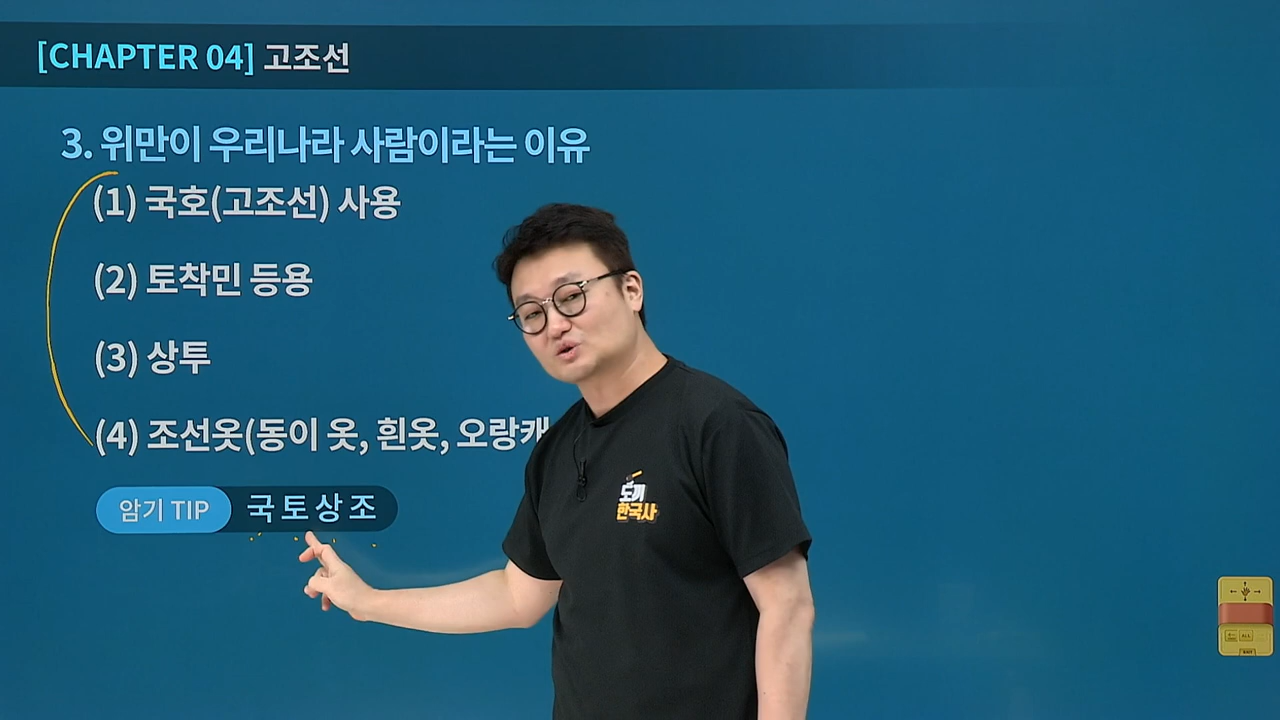 [CHAPTER 04] 고조선
3. 위만이 우리나라 사람이라는 이유
(1) 국호(고조선) 사용
(2) 토착민 등용
(3) 상투
(4) 조선옷(동이 옷, 흰옷, 오랑캐
암기 TIP 국 토 상 조
도끼
한국사